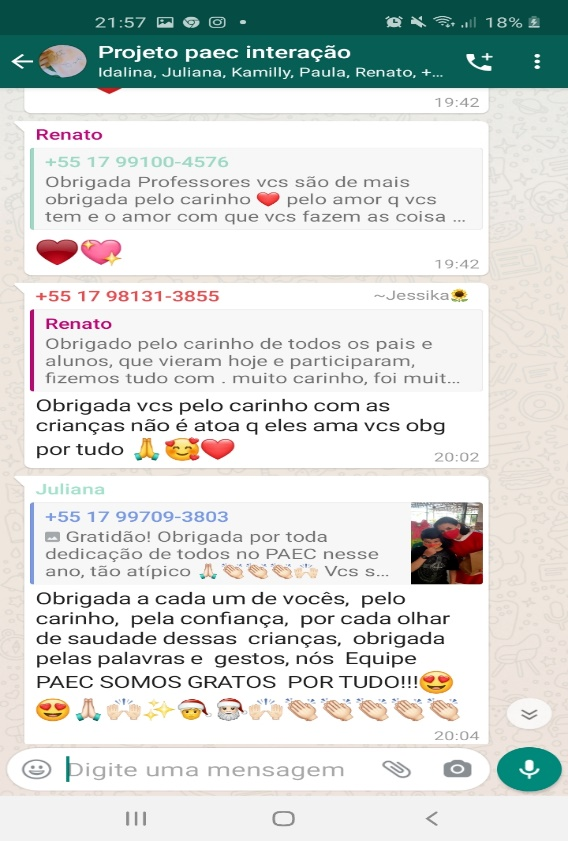 21:57
18%
Projeto paec interação
Idalina, Juliana, Kamilly, Paula, Renato, +...
19:42
Renato
+55 17 99100-4576
Obrigada Professores vcs são de mais
obrigada pelo carinho ❤️ pelo amor q vcs
tem e o amor com que vcs fazem as coisa ...
❤️💖
19:42
+55 17 98131-3855 ~Jessika🌻
Renato
Obrigado pelo carinho de todos os pais e
alunos, que vieram hoje e participaram,
fizemos tudo com . muito carinho, foi muit...
Obrigada vcs pelo carinho com as
crianças não é atoa q eles ama vcs obg
por tudo 🙏🥰❤️
20:02
Juliana
+55 17 99709-3803
Gratidão! Obrigada por toda
dedicação de todos no PAEC nesse
ano, tão atípico 🙏🏻👏🏻👏🏻👏🏻🙌🏻 Vcs s...
Obrigada a cada um de vocês, pelo
carinho, pela confiança, por cada olhar
de saudade dessas crianças, obrigada
pelas palavras e gestos, nós Equipe
PAEC SOMOS GRATOS POR TUDO!!!😍
😍🙏🏻🙌🏻✨🤶🎅🏻🙌🏻👏🏻👏🏻👏🏻👏🏻👏🏻
20:04
Digite uma mensagem